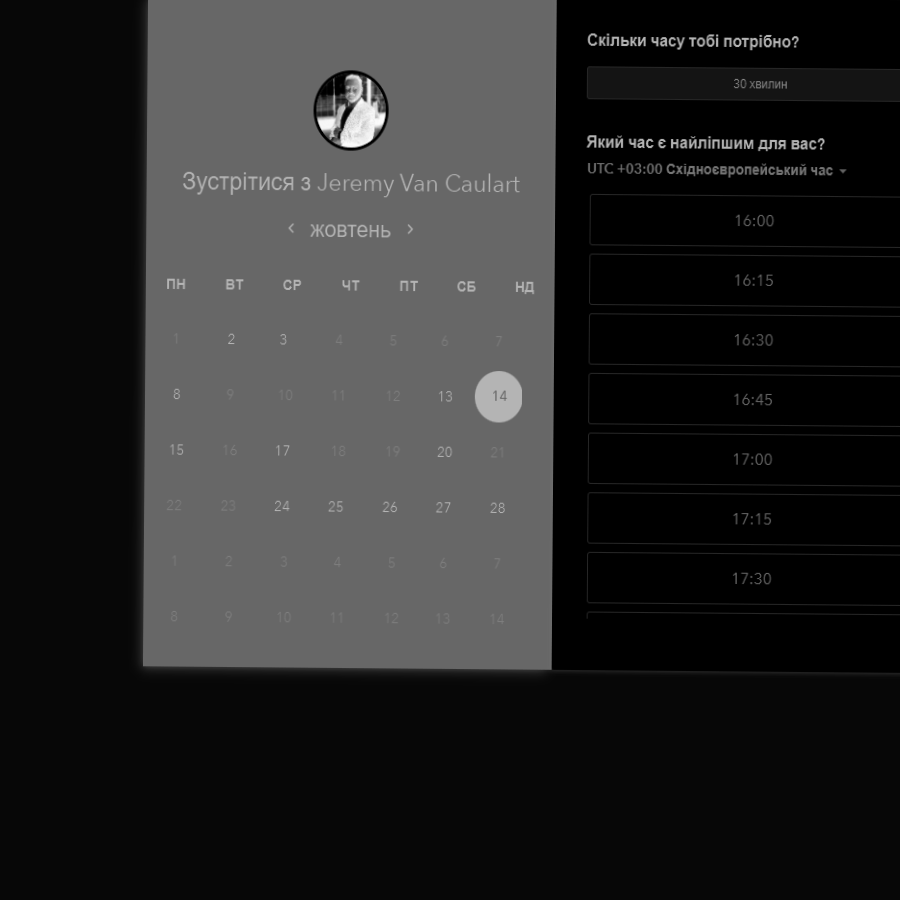 Зустрітися з Jeremy Van Caulart
‹ жовтень ›
ПН ВТ СР ЧТ ПТ СБ НД
1 2 3 4 5 6 7
8 9 10 11 12 13 14
15 16 17 18 19 20 21
22 23 24 25 26 27 28
1 2 3 4 5 6 7
8 9 10 11 12 13 14
Скільки часу тобі потрібно?
30 хвилин
Який час є найліпшим для вас?
UTC +03:00 Східноєвропейський час
16:00
16:15
16:30
16:45
17:00
17:15
17:30